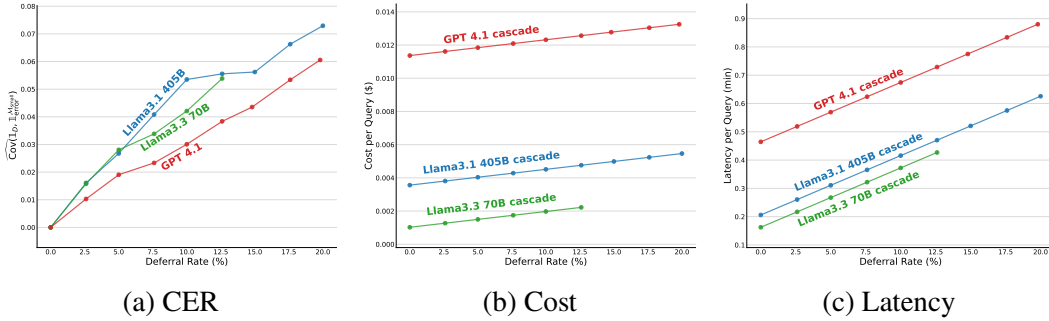 0.08
0.07
0.06
0.05
0.04
0.03
0.02
0.01
0.00
Llama3.1 405B
Llama3.3 70B
GPT 4.1
0.0 2.5 5.0 7.5 10.0 12.5 15.0 17.5 20.0
Deferral Rate (%)
(a) CER
Cost per Query ($)
0.014
0.012
0.010
0.008
0.006
0.004
0.002
0.000
GPT 4.1 cascade
Llama3.1 405B cascade
Llama3.3 70B cascade
0.0 2.5 5.0 7.5 10.0 12.5 15.0 17.5 20.0
Deferral Rate (%)
(b) Cost
Latency per Query (min)
0.9
0.8
0.7
0.6
0.5
0.4
0.3
0.2
0.1
GPT 4.1 cascade
Llama3.1 405B cascade
Llama3.3 70B cascade
0.0 2.5 5.0 7.5 10.0 12.5 15.0 17.5 20.0
Deferral Rate (%)
(c) Latency